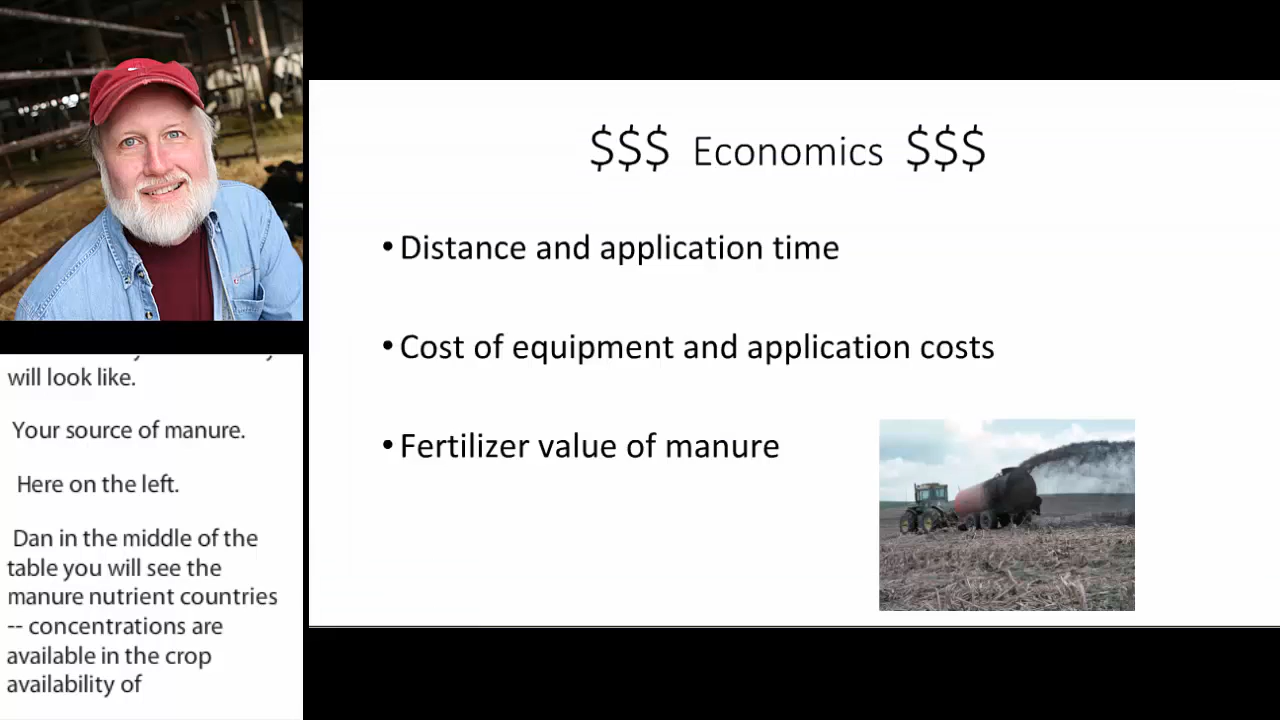 $$$ Economics $$$
• Distance and application time
• Cost of equipment and application costs
• Fertilizer value of manure
will look like.
Your source of manure.
Here on the left.
Dan in the middle of the
table you will see the
manure nutrient countries
-- concentrations are
available in the crop
availability of